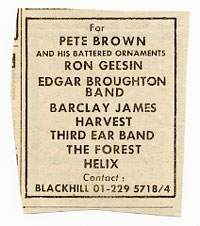 For
PETE BROWN
AND HIS BATTERED ORNAMENTS
RON GEESIN
EDGAR BROUGHTON
BAND
BARCLAY JAMES
HARVEST
THIRD EAR BAND
THE FOREST
HELIX
Contact :
BLACKHILL 01-229 5718/4